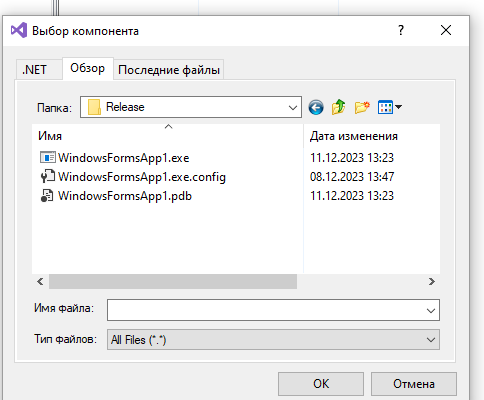 Выбор компонента
.NET Обзор Последние файлы
Папка: Release
Имя Дата изменения
WindowsFormsApp1.exe 11.12.2023 13:23
WindowsFormsApp1.exe.config 08.12.2023 13:47
WindowsFormsApp1.pdb 11.12.2023 13:23
Имя файла:
Тип файлов: All Files (*.*)
OK Отмена